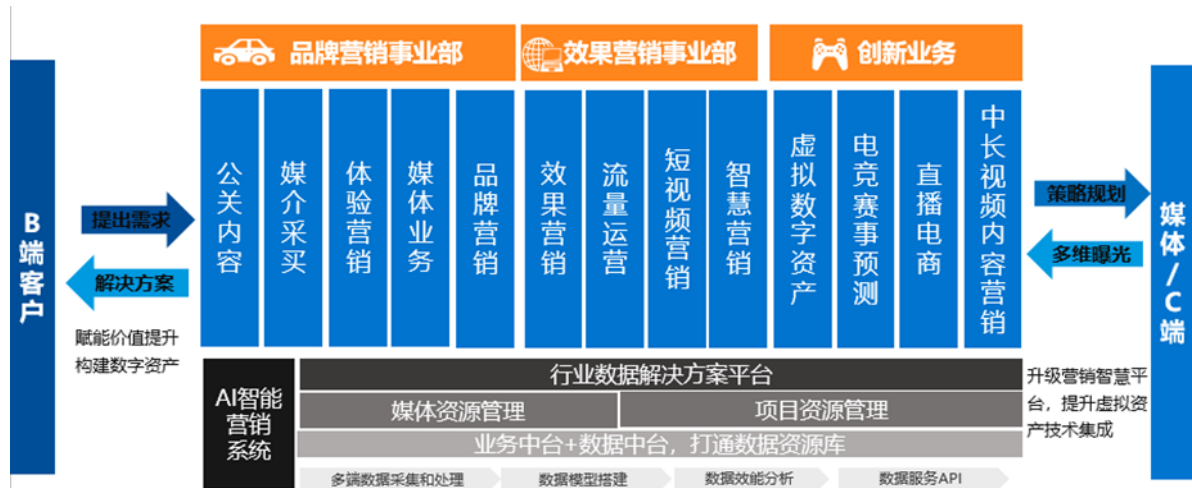 品牌营销事业部
效果营销事业部
创新业务
B端客户
提出需求
解决方案
赋能价值提升
构建数字资产
公关内容
媒介采买
体验营销
媒体业务
品牌营销
效果营销
流量运营
短视频营销
智慧营销
虚拟数字资产
电竞赛事预测
直播电商
中长视频内容营销
策略规划
多维曝光
媒体/C端
升级营销智慧平
台，提升虚拟资
产技术集成
AI智能
营销
系统
行业数据解决方案平台
媒体资源管理
项目资源管理
业务中台+数据中台，打通数据资源库
多端数据采集和处理
数据模型搭建
数据效能分析
数据服务API